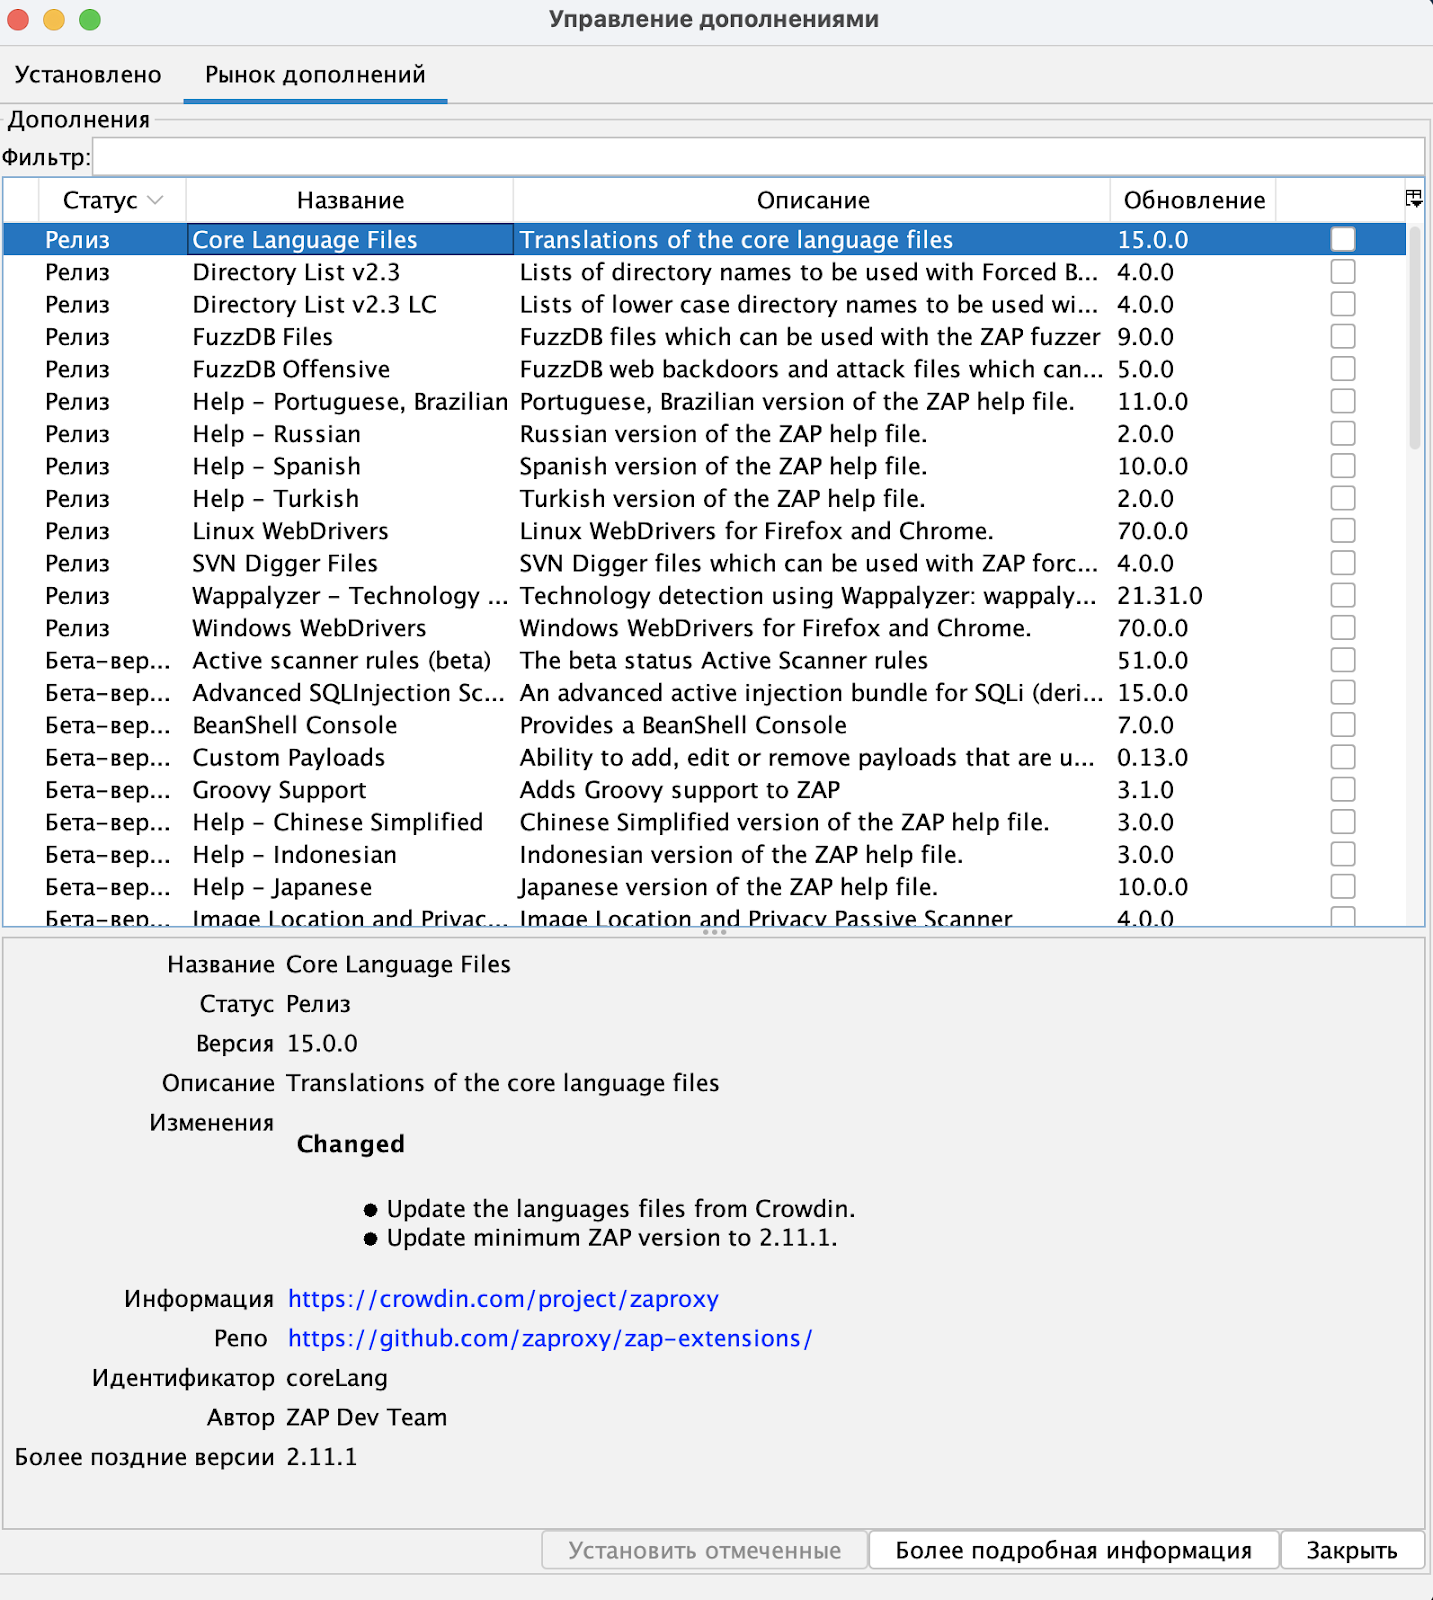 Управление дополнениями
Установлено Рынок дополнений
Дополнения
Фильтр:
Статус Название Описание Обновление
Релиз Core Language Files Translations of the core language files 15.0.0
Релиз Directory List v2.3 Lists of directory names to be used with Forced B... 4.0.0
Релиз Directory List v2.3 LC Lists of lower case directory names to be used wi... 4.0.0
Релиз FuzzDB Files FuzzDB files which can be used with the ZAP fuzzer 9.0.0
Релиз FuzzDB Offensive FuzzDB web backdoors and attack files which can... 5.0.0
Релиз Help - Portuguese, Brazilian Portuguese, Brazilian version of the ZAP help file. 11.0.0
Релиз Help - Russian Russian version of the ZAP help file. 2.0.0
Релиз Help - Spanish Spanish version of the ZAP help file. 10.0.0
Релиз Help - Turkish Turkish version of the ZAP help file. 2.0.0
Релиз Linux WebDrivers Linux WebDrivers for Firefox and Chrome. 70.0.0
Релиз SVN Digger Files SVN Digger files which can be used with ZAP forc... 4.0.0
Релиз Wappalyzer - Technology ... Technology detection using Wappalyzer: wappaly... 21.31.0
Релиз Windows WebDrivers Windows WebDrivers for Firefox and Chrome. 70.0.0
Бета-вер... Active scanner rules (beta) The beta status Active Scanner rules 51.0.0
Бета-вер... Advanced SQLInjection Sc... An advanced active injection bundle for SQLi (deri... 15.0.0
Бета-вер... BeanShell Console Provides a BeanShell Console 7.0.0
Бета-вер... Custom Payloads Ability to add, edit or remove payloads that are u... 0.13.0
Бета-вер... Groovy Support Adds Groovy support to ZAP 3.1.0
Бета-вер... Help - Chinese Simplified Chinese Simplified version of the ZAP help file. 3.0.0
Бета-вер... Help - Indonesian Indonesian version of the ZAP help file. 3.0.0
Бета-вер... Help - Japanese Japanese version of the ZAP help file. 10.0.0
Бета-вер... Image Location and Privac... Image Location and Privacy Passive Scanner 4.0.0
Название Core Language Files
Статус Релиз
Версия 15.0.0
Описание Translations of the core language files
Изменения
Changed
● Update the languages files from Crowdin.
● Update minimum ZAP version to 2.11.1.
Информация https://crowdin.com/project/zaproxy
Репо https://github.com/zaproxy/zap-extensions/
Идентификатор coreLang
Автор ZAP Dev Team
Более поздние версии 2.11.1
Установить отмеченные Более подробная информация Закрыть